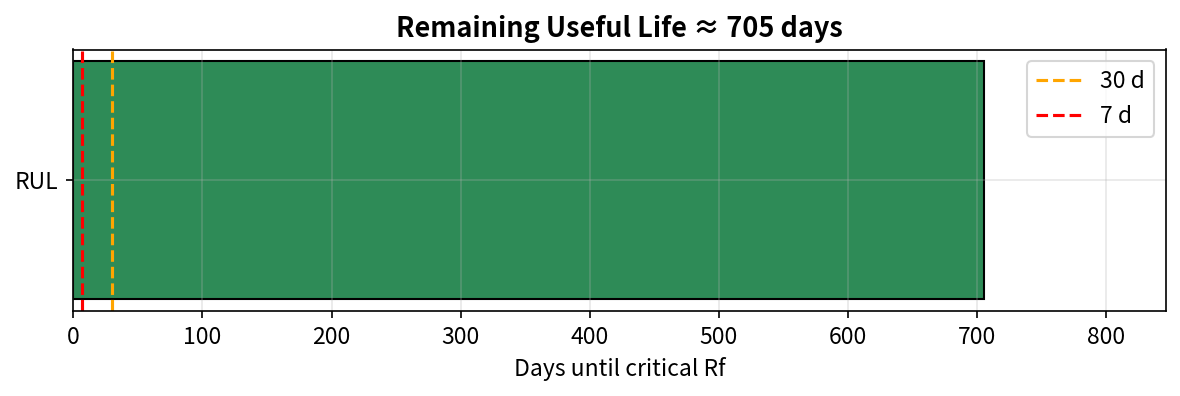 Remaining Useful Life ≈ 705 days
30 d
7 d
RUL
0 100 200 300 400 500 600 700 800
Days until critical Rf